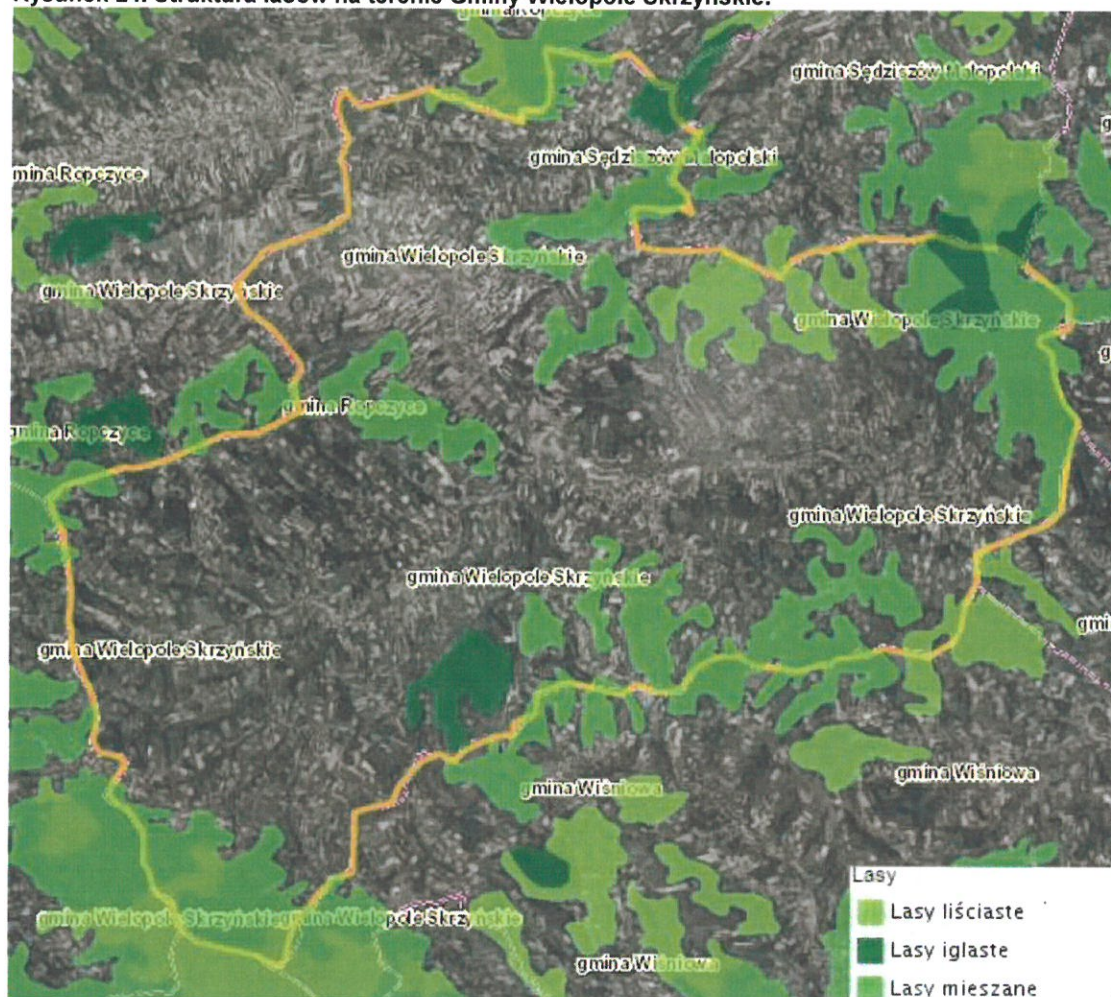 Struktura lasów na terenie Gminy Wielopole Skrzyńskie.
gmina Ropczyce
gmina Sędziszów Małopolski
gmina Sędziszów Małopolski
gmina Ropczyce
gmina Wielopole Skrzyńskie
gmina Wielopole Skrzyńskie
gmina Wielopole Skrzyńskie
gmina Ropczyce
gmina Ropczyce
gmina Wielopole Skrzyńskie
gmina Wielopole Skrzyńskie
gmina Wielopole Skrzyńskie
gmina Wiśniowa
gmina Wiśniowa
gmina Wielopole Skrzyńskie
gmina Wielopole Skrzyńskie
gmina Wiśniowa
Lasy
Lasy liściaste
Lasy iglaste
Lasy mieszane